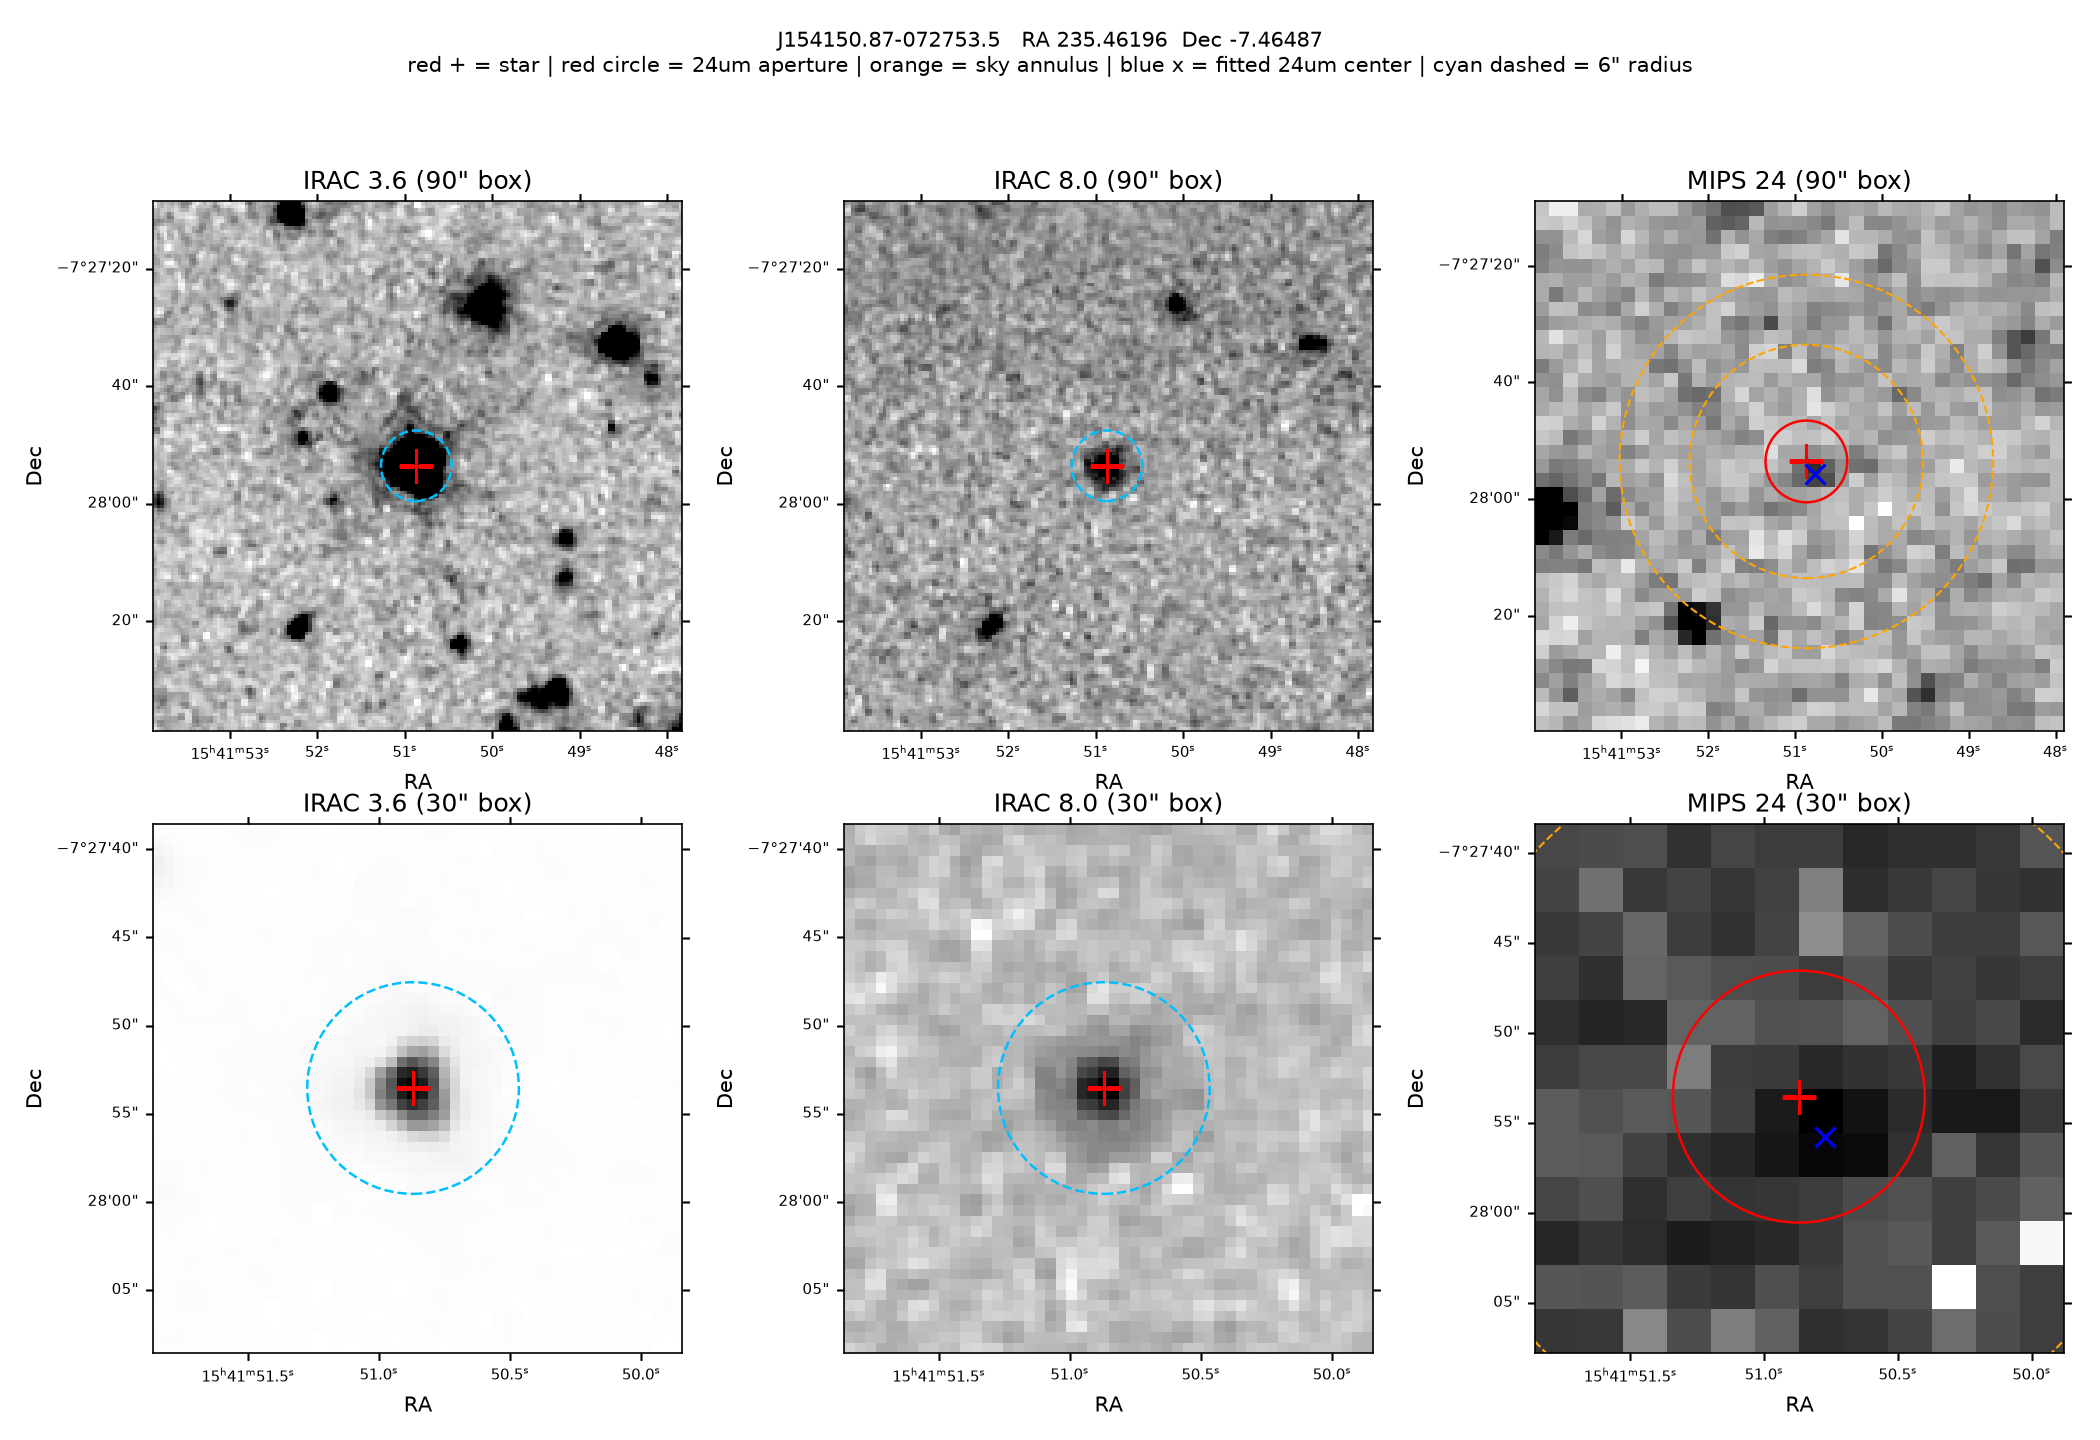 J154150.87-072753.5   RA 235.46196  Dec -7.46487
red + = star | red circle = 24um aperture | orange = sky annulus | blue x = fitted 24um center | cyan dashed = 6" radius
IRAC 3.6 (90" box)
−7°27'20"
40"
28'00"
20"
Dec
15ʰ41ᵐ53ˢ 52ˢ 51ˢ 50ˢ 49ˢ 48ˢ
RA
IRAC 8.0 (90" box)
−7°27'20"
40"
28'00"
20"
Dec
15ʰ41ᵐ53ˢ 52ˢ 51ˢ 50ˢ 49ˢ 48ˢ
RA
MIPS 24 (90" box)
−7°27'20"
40"
28'00"
20"
Dec
15ʰ41ᵐ53ˢ 52ˢ 51ˢ 50ˢ 49ˢ 48ˢ
RA
IRAC 3.6 (30" box)
−7°27'40"
45"
50"
55"
28'00"
05"
Dec
15ʰ41ᵐ51.5ˢ 51.0ˢ 50.5ˢ 50.0ˢ
RA
IRAC 8.0 (30" box)
−7°27'40"
45"
50"
55"
28'00"
05"
Dec
15ʰ41ᵐ51.5ˢ 51.0ˢ 50.5ˢ 50.0ˢ
RA
MIPS 24 (30" box)
−7°27'40"
45"
50"
55"
28'00"
05"
Dec
15ʰ41ᵐ51.5ˢ 51.0ˢ 50.5ˢ 50.0ˢ
RA